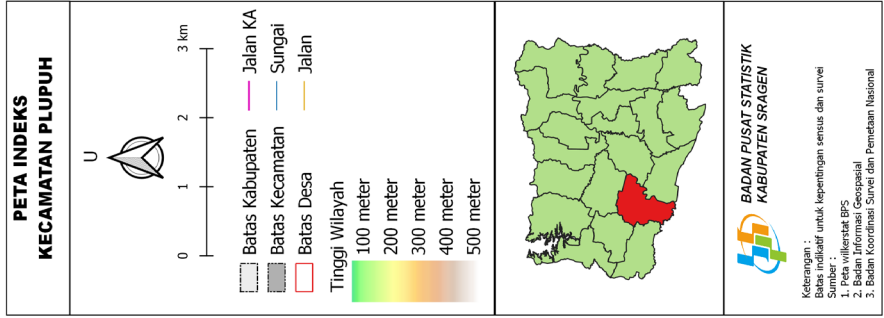 PETA INDEKS
KECAMATAN PLUPUH
U
0 1 2 3 km
Batas Kabupaten
Batas Kecamatan
Batas Desa
Jalan KA
Sungai
Jalan
Tinggi Wilayah
100 meter
200 meter
300 meter
400 meter
500 meter
BADAN PUSAT STATISTIK
KABUPATEN SRAGEN
Keterangan :
Batas indikatif untuk kepentingan sensus dan survei
Sumber :
1. Peta wilkerstat BPS
2. Badan Informasi Geospasial
3. Badan Koordinasi Survei dan Pemetaan Nasional